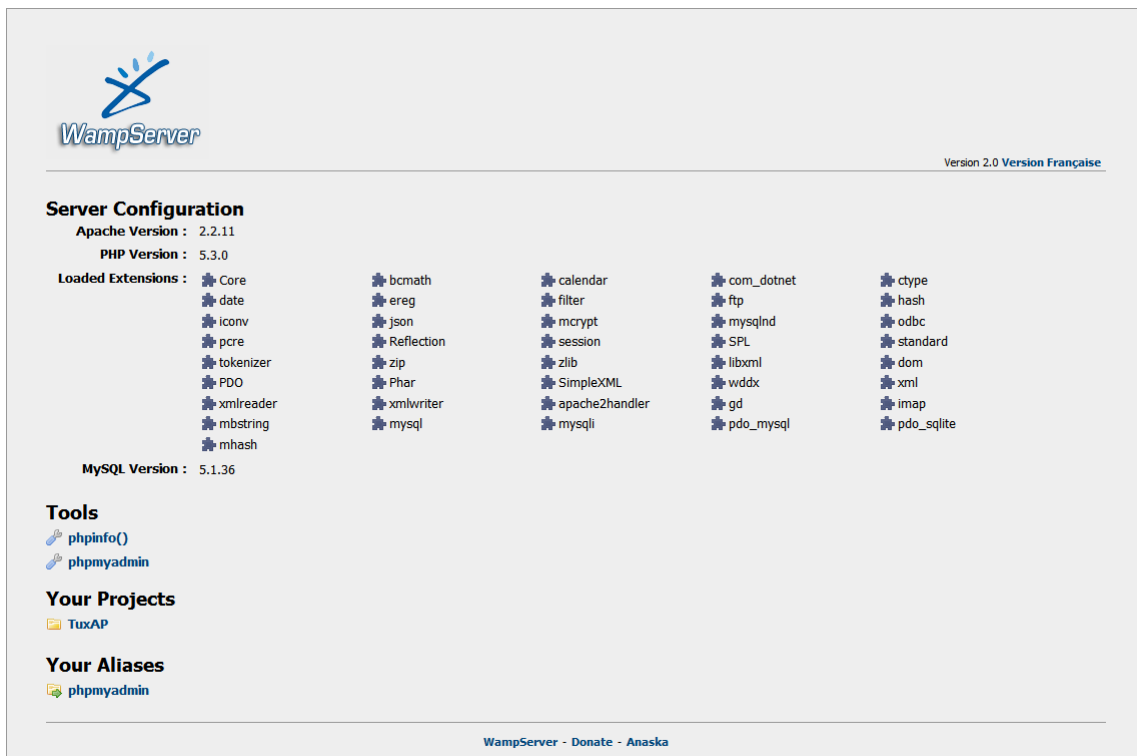 WampServer
Version 2.0 Version Française
Server Configuration
Apache Version : 2.2.11
PHP Version : 5.3.0
Loaded Extensions : Core bcmath calendar com_dotnet ctype
date ereg filter ftp hash
iconv json mcrypt mysqlnd odbc
pcre Reflection session SPL standard
tokenizer zip zlib libxml dom
PDO Phar SimpleXML wddx xml
xmlreader xmlwriter apache2handler gd imap
mbstring mysql mysqli pdo_mysql pdo_sqlite
mhash
MySQL Version : 5.1.36
Tools
phpinfo()
phpmyadmin
Your Projects
TuxAP
Your Aliases
phpmyadmin
WampServer - Donate - Anaska